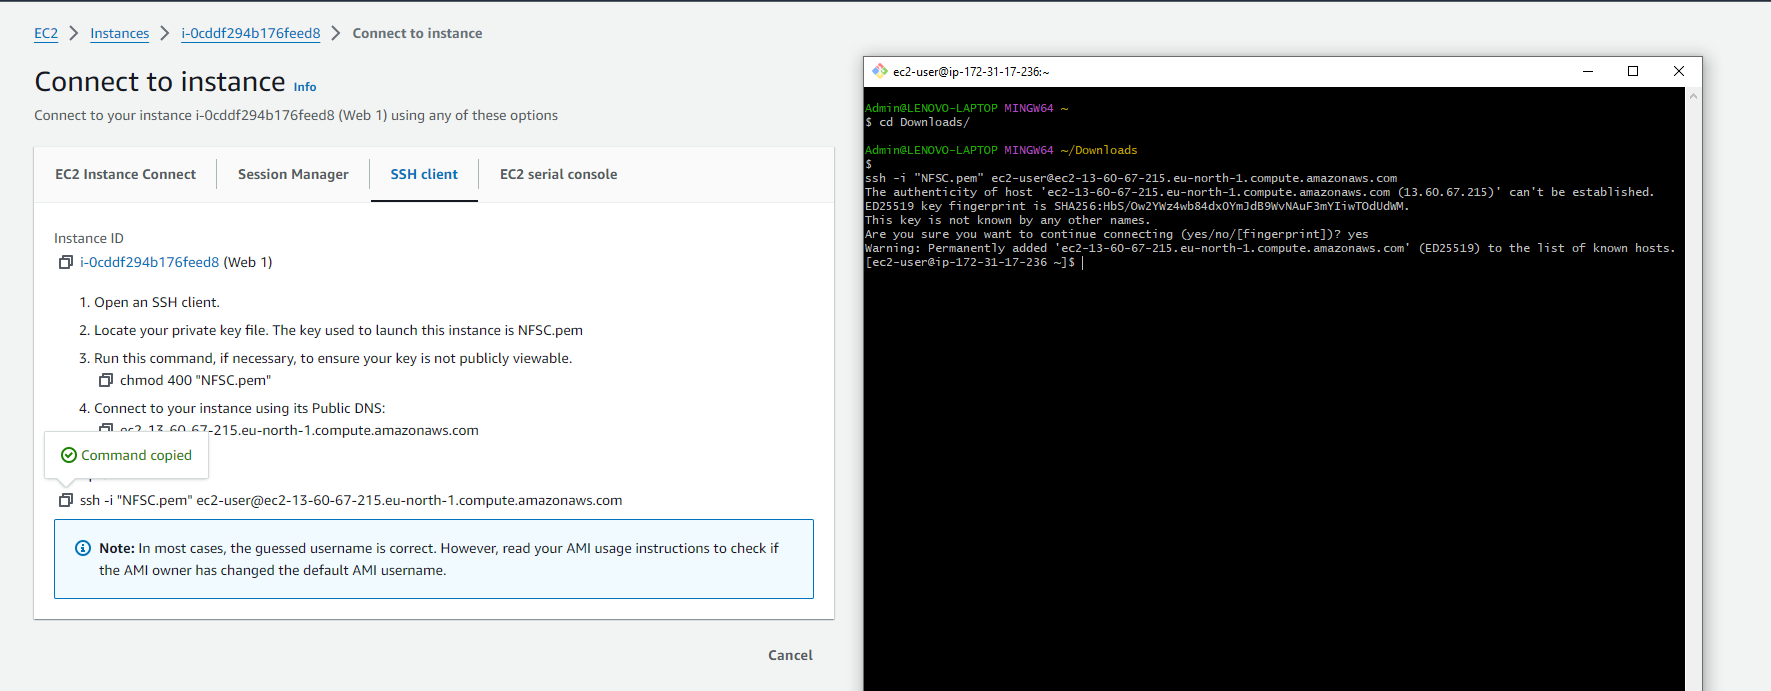 EC2 > Instances > i-0cddf294b176feed8 > Connect to instance
Connect to instance Info
Connect to your instance i-0cddf294b176feed8 (Web 1) using any of these options
EC2 Instance Connect
Session Manager
SSH client
EC2 serial console
Instance ID
i-0cddf294b176feed8 (Web 1)
1. Open an SSH client.
2. Locate your private key file. The key used to launch this instance is NFSC.pem
3. Run this command, if necessary, to ensure your key is not publicly viewable.
chmod 400 "NFSC.pem"
4. Connect to your instance using its Public DNS:
ec2-13-60-67-215.eu-north-1.compute.amazonaws.com
Command copied
ssh -i "NFSC.pem" ec2-user@ec2-13-60-67-215.eu-north-1.compute.amazonaws.com
Note: In most cases, the guessed username is correct. However, read your AMI usage instructions to check if
the AMI owner has changed the default AMI username.
Cancel
ec2-user@ip-172-31-17-236:~
Admin@LENOVO-LAPTOP MINGW64 ~
$ cd Downloads/
Admin@LENOVO-LAPTOP MINGW64 ~/Downloads
$
ssh -i "NFSC.pem" ec2-user@ec2-13-60-67-215.eu-north-1.compute.amazonaws.com
The authenticity of host 'ec2-13-60-67-215.eu-north-1.compute.amazonaws.com (13.60.67.215)' can't be established.
ED25519 key fingerprint is SHA256:HbS/Ow2YWz4wb84dxOYmJdB9WvNAuF3mYIiwTOdUdWM.
This key is not known by any other names.
Are you sure you want to continue connecting (yes/no/[fingerprint])? yes
Warning: Permanently added 'ec2-13-60-67-215.eu-north-1.compute.amazonaws.com' (ED25519) to the list of known hosts.
[ec2-user@ip-172-31-17-236 ~]$